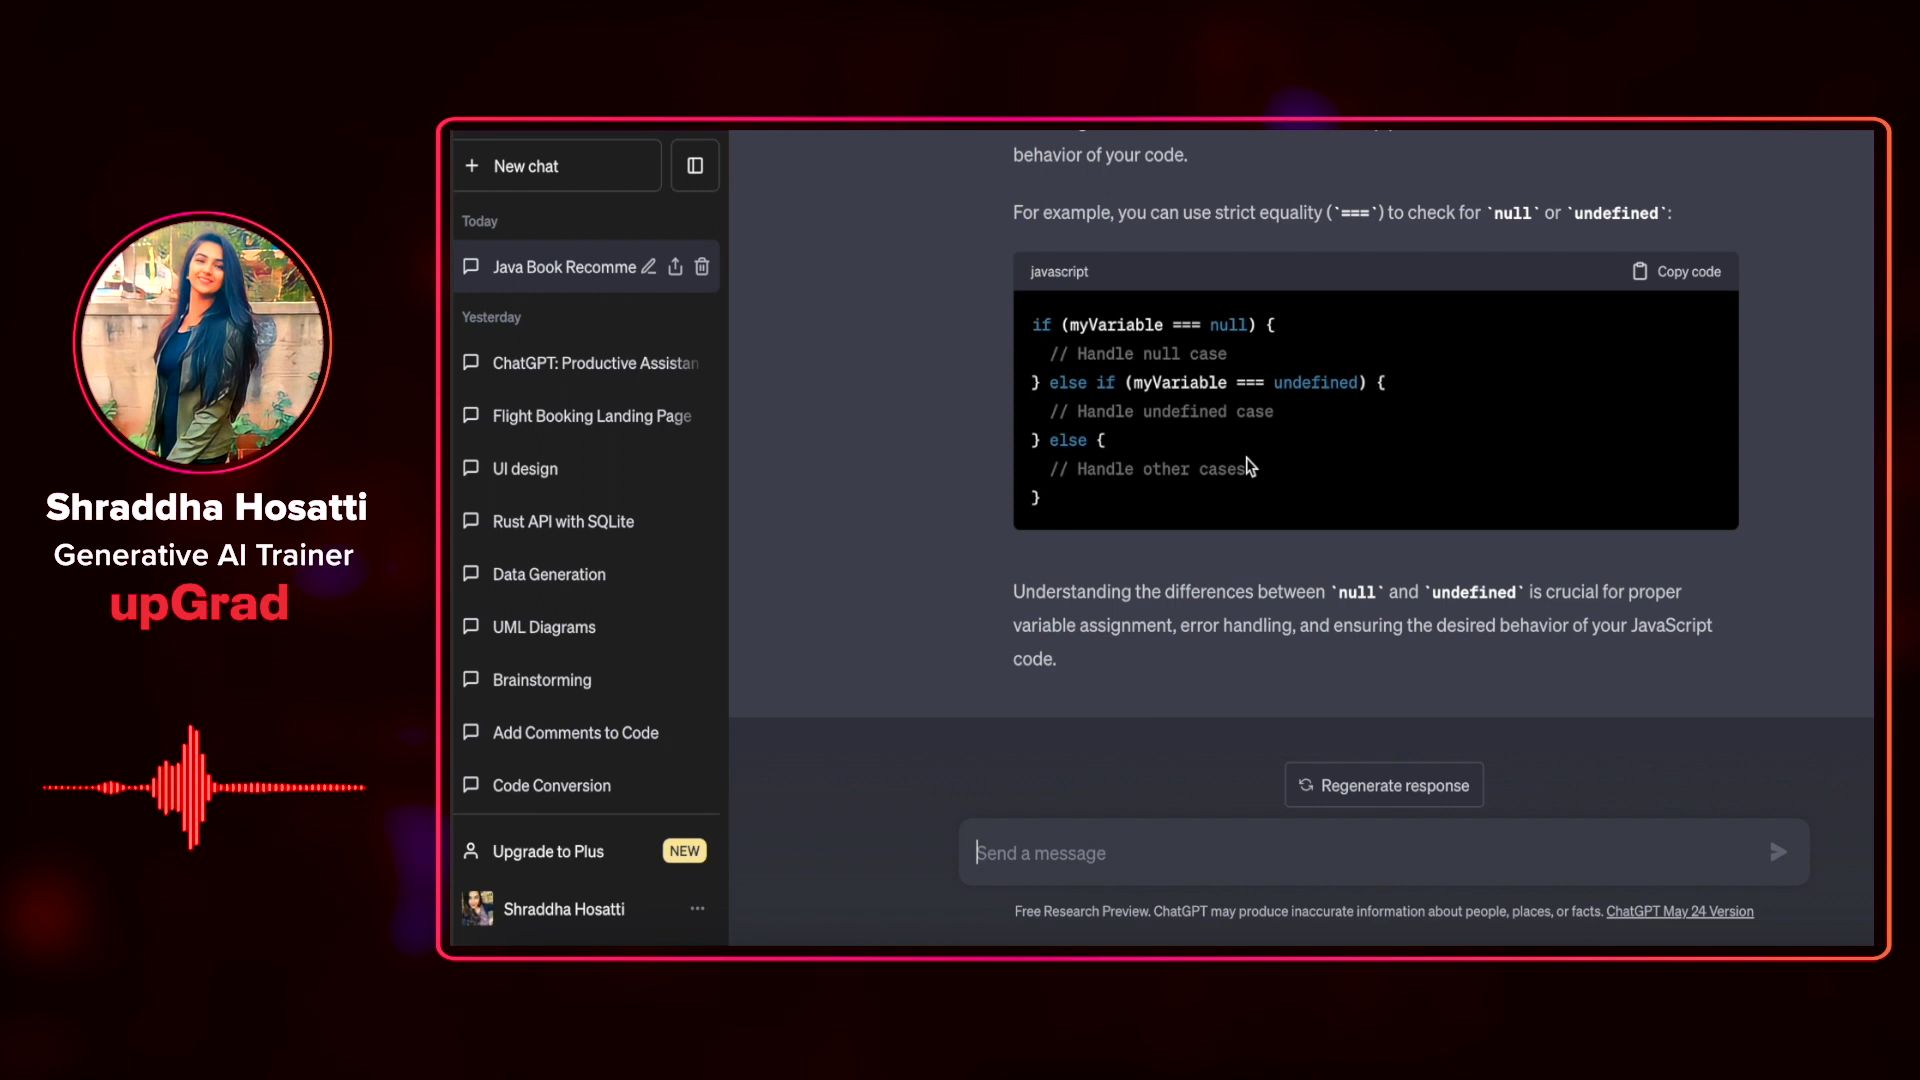 Shraddha Hosatti
Generative AI Trainer
upGrad
New chat
Today
Java Book Recomme
Yesterday
ChatGPT: Productive Assistan
Flight Booking Landing Page
UI design
Rust API with SQLite
Data Generation
UML Diagrams
Brainstorming
Add Comments to Code
Code Conversion
Upgrade to Plus NEW
Shraddha Hosatti
behavior of your code.
For example, you can use strict equality (`===`) to check for `null` or `undefined`:
javascript Copy code
if (myVariable === null) {
// Handle null case
} else if (myVariable === undefined) {
// Handle undefined case
} else {
// Handle other cases
}
Understanding the differences between `null` and `undefined` is crucial for proper
variable assignment, error handling, and ensuring the desired behavior of your JavaScript
code.
Regenerate response
Send a message
Free Research Preview. ChatGPT may produce inaccurate information about people, places, or facts. ChatGPT May 24 Version